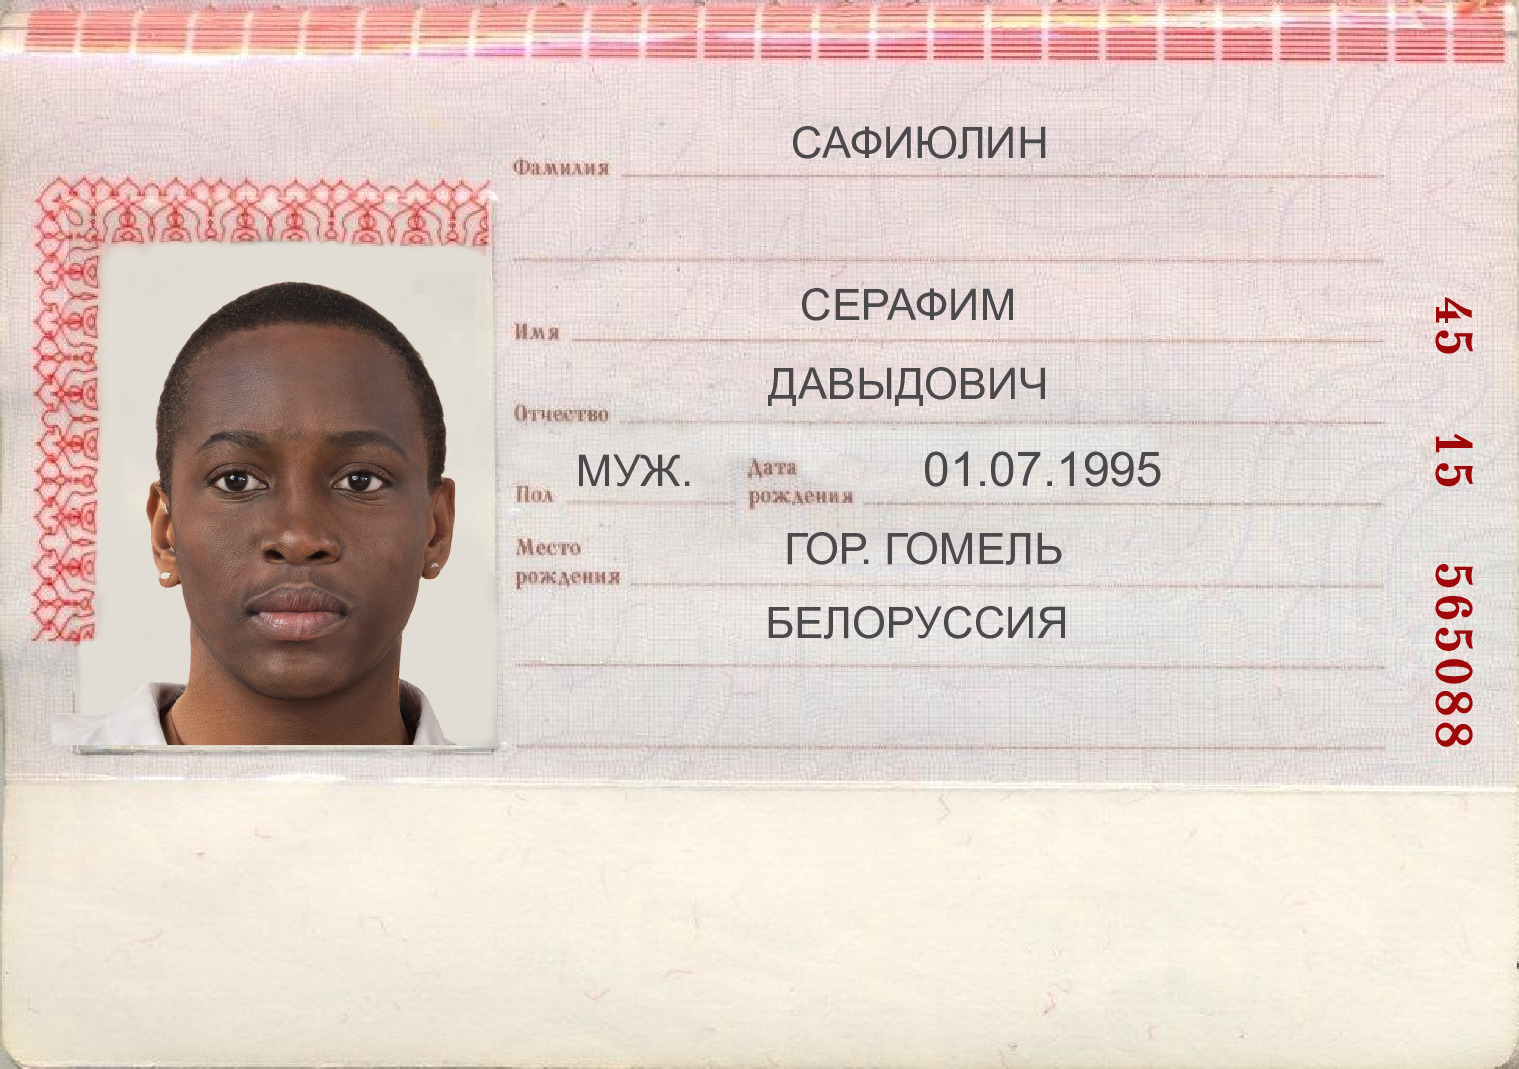 САФИЮЛИН
Фамилия
СЕРАФИМ
Имя
ДАВЫДОВИЧ
Отчество
МУЖ.
Пол
Дата рождения
01.07.1995
Место рождения
ГОР. ГОМЕЛЬ
БЕЛОРУССИЯ
45 15 565088